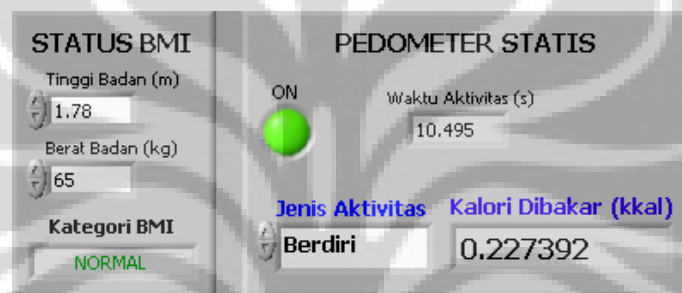 STATUS BMI
Tinggi Badan (m)
1.78
Berat Badan (kg)
65
Kategori BMI
NORMAL
PEDOMETER STATIS
ON
Waktu Aktivitas (s)
10.495
Jenis Aktivitas
Berdiri
Kalori Dibakar (kkal)
0.227392